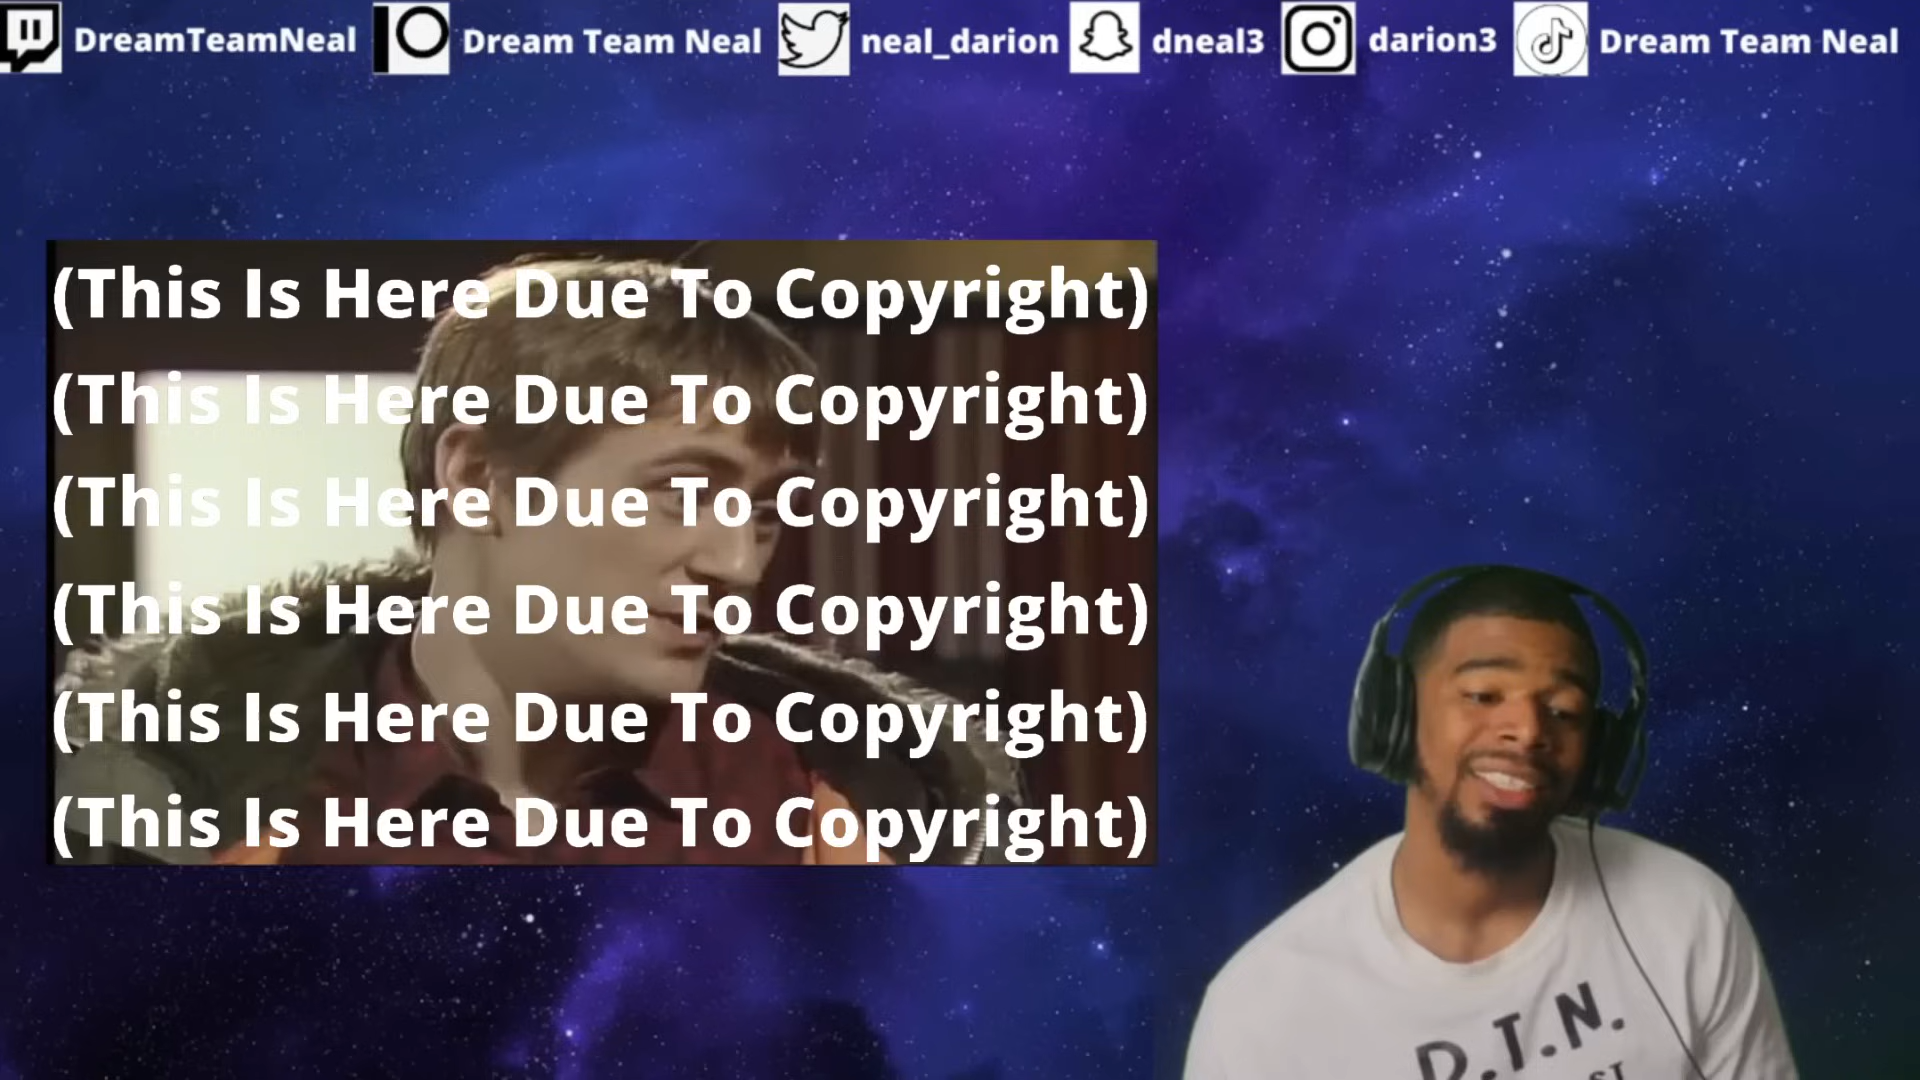 DreamTeamNeal Dream Team Neal neal_darion dneal3 darion3 Dream Team Neal
(This Is Here Due To Copyright)
(This Is Here Due To Copyright)
(This Is Here Due To Copyright)
(This Is Here Due To Copyright)
(This Is Here Due To Copyright)
(This Is Here Due To Copyright)
D.T.N.